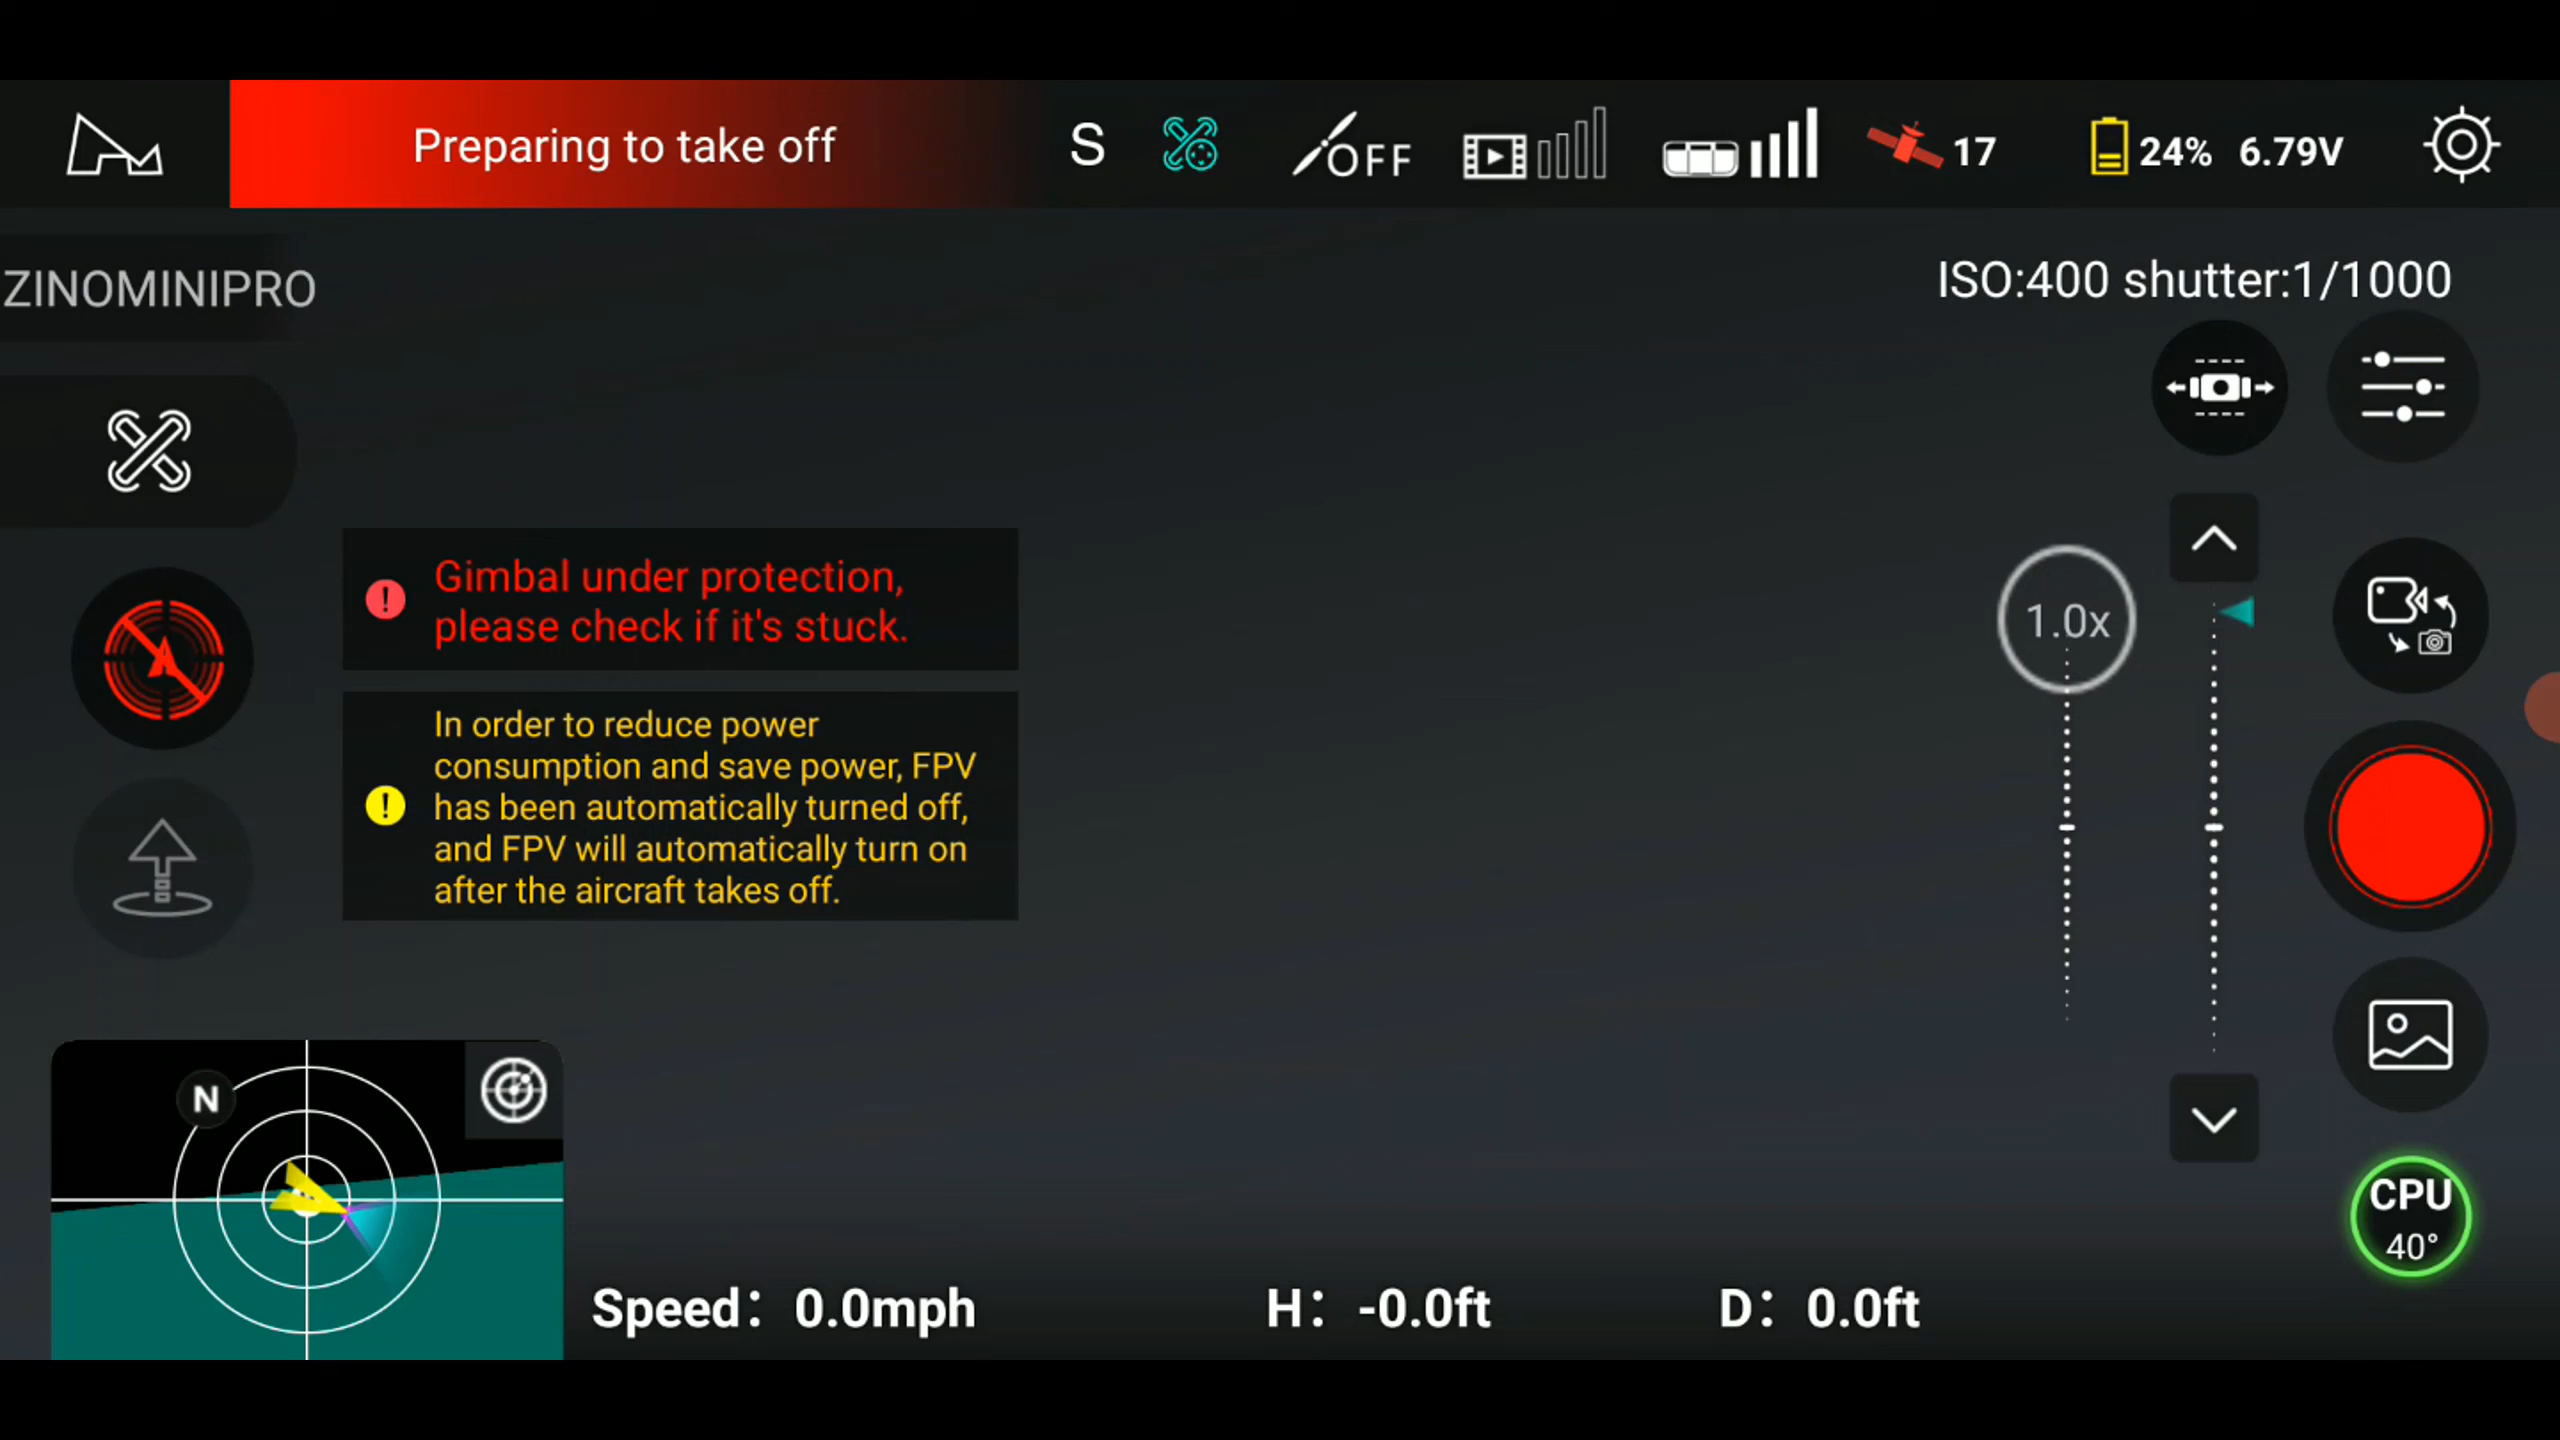 Preparing to take off
S
OFF
17
24% 6.79V
ZINOMINIPRO
ISO:400 shutter:1/1000
Gimbal under protection,
please check if it's stuck.
1.0x
In order to reduce power
consumption and save power, FPV
has been automatically turned off,
and FPV will automatically turn on
after the aircraft takes off.
N
CPU
40°
Speed: 0.0mph
H: -0.0ft
D: 0.0ft